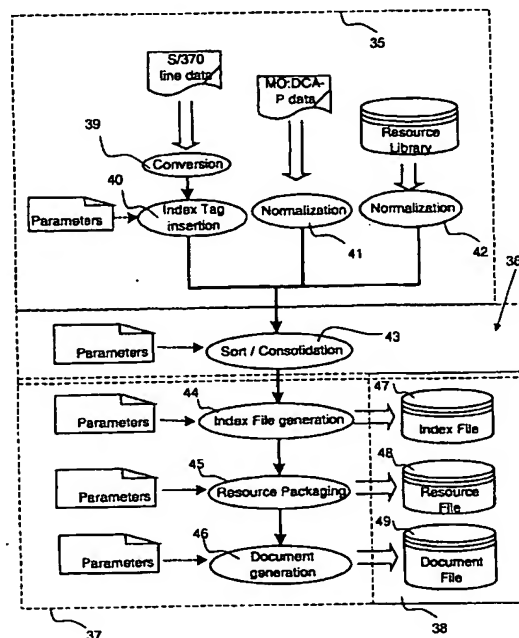 35
S/370
line data
MO:DCA-
P data
Resource
Library
39
Conversion
40
Parameters
Index Tag
insertion
Normalization
41
Normalization
42
36
Parameters
Sort / Consolidation
43
44
Parameters
Index File generation
47
Index File
45
Parameters
Resource Packaging
48
Resource
File
46
Parameters
Document
generation
49
Document
File
37
38